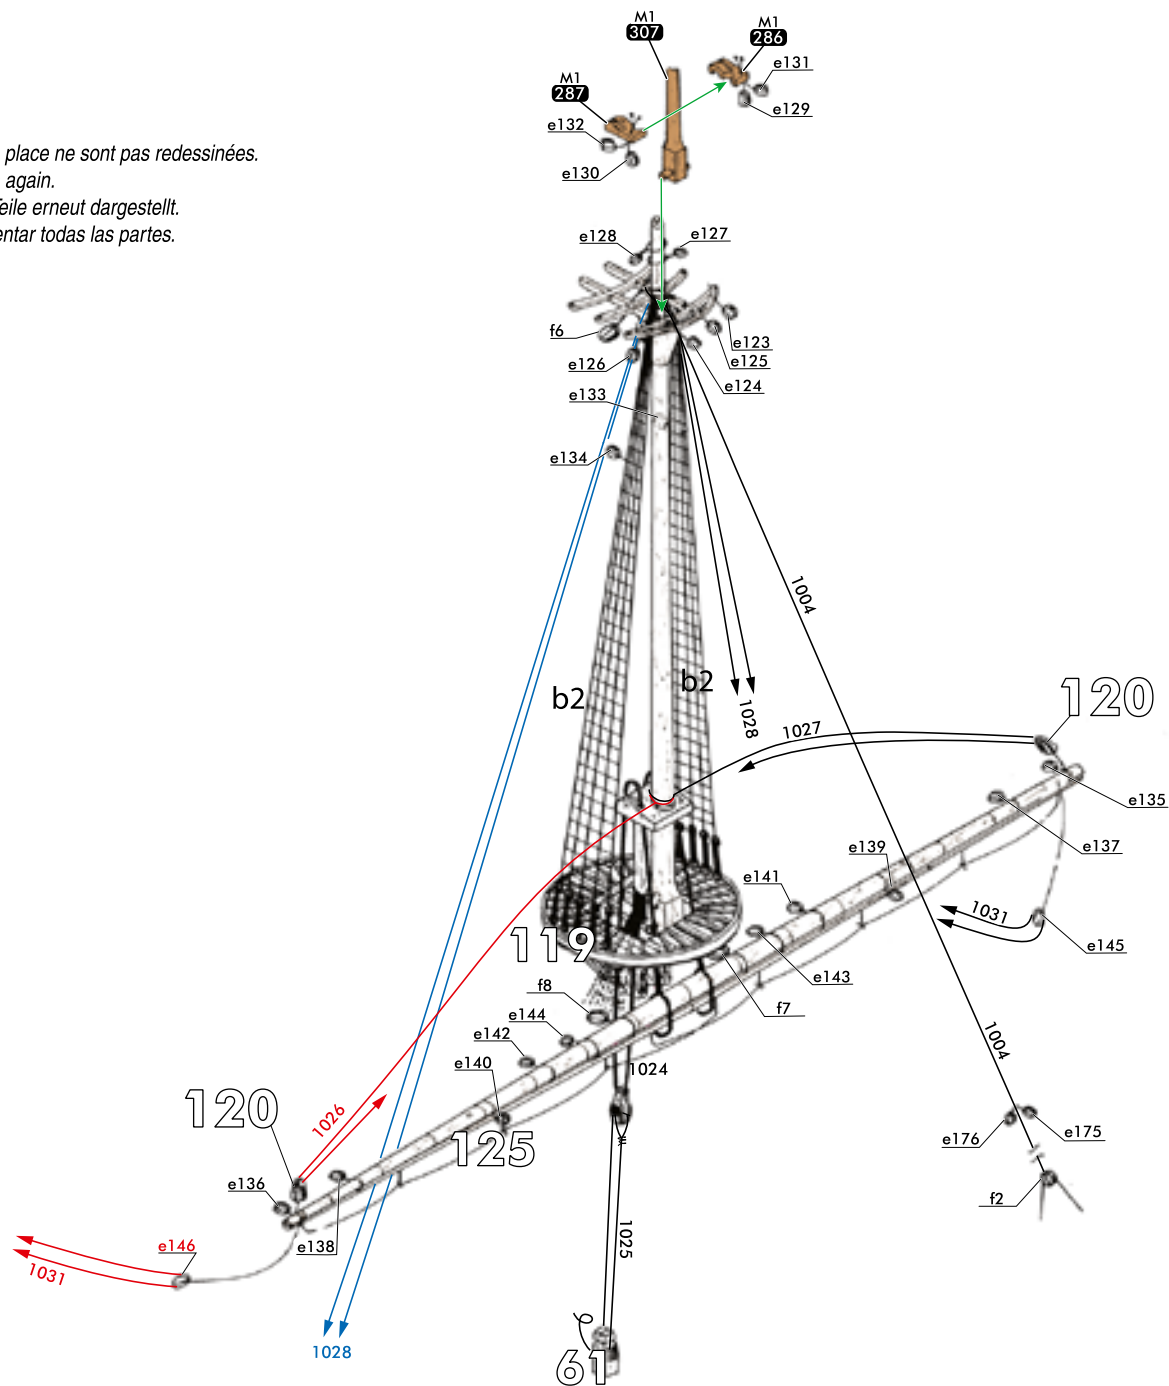 M1
307
M1
286
e131
M1
287
e129
e132
place ne sont pas redessinées.
e130
again.
eile erneut dargestellt.
entar todas las partes.
e128
e127
f6
e123
e125
e126
e124
e133
e134
1004
b2
b2
120
1028
1027
e135
e137
e139
e141
1031
e145
119
e143
f8
f7
e144
e142
1004
e140
1024
120
1026
125
e176
e175
e136
f2
e138
e146
1025
1031
1028
61